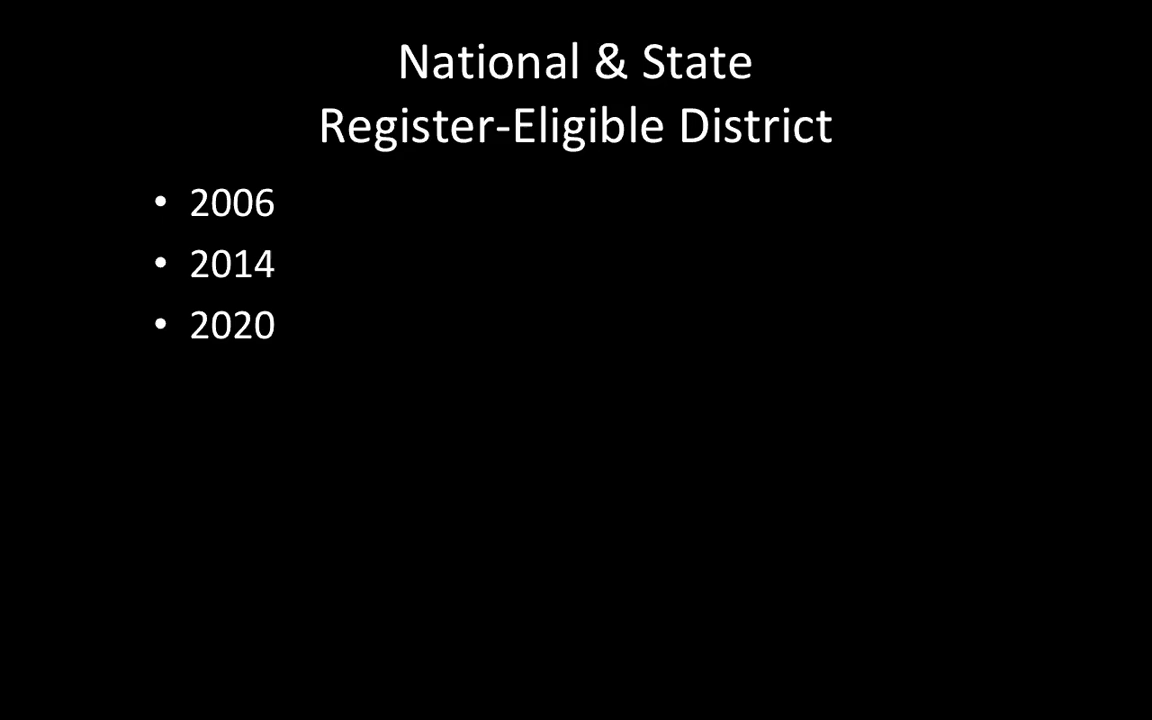 National & State
Register-Eligible District
• 2006
• 2014
• 2020